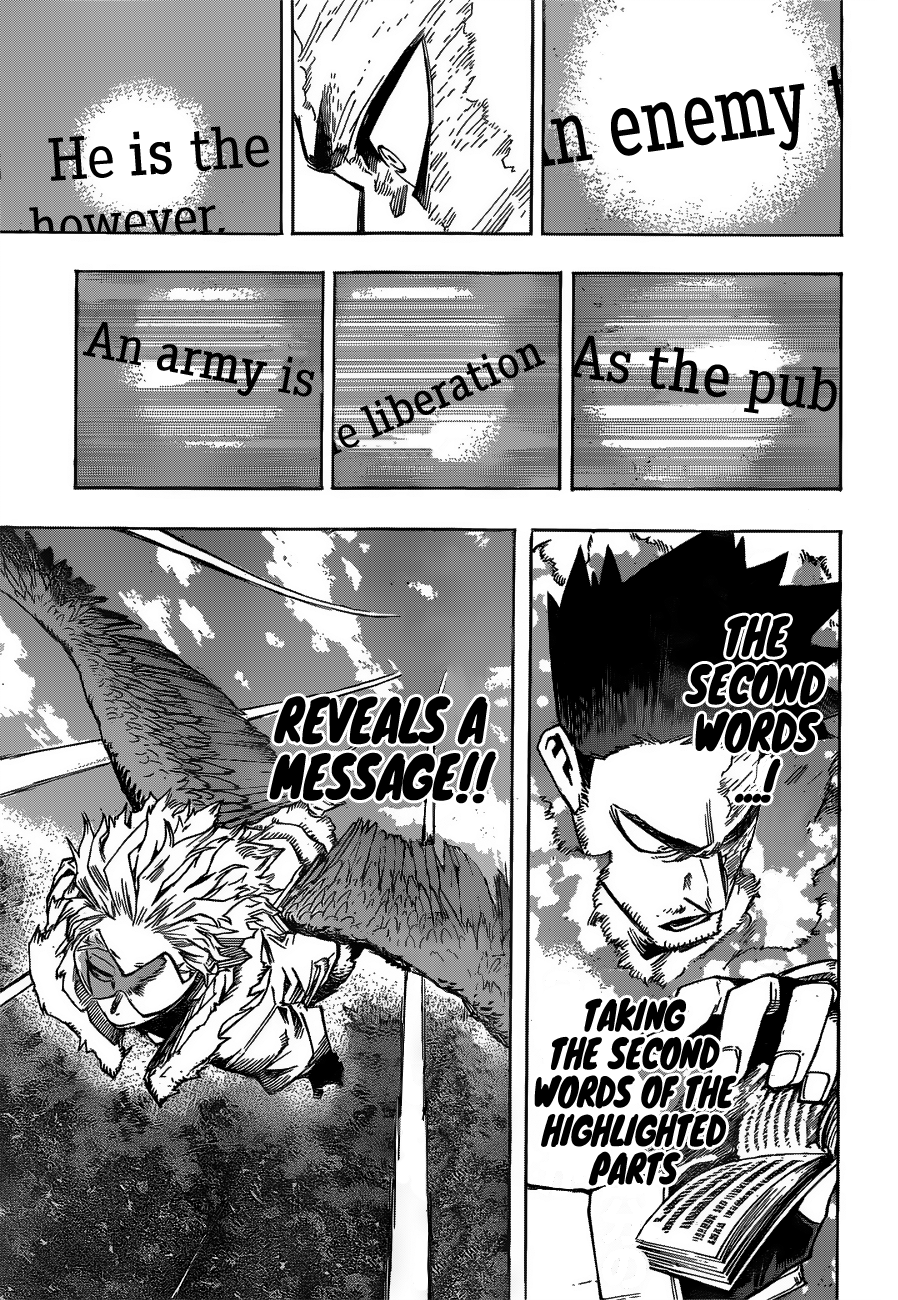 n enemy t
He is the
however,
As the pub
e liberation
An army is
THE
SECOND
WORDS
...!
TAKING
THE SECOND
WORDS OF THE
HIGHLIGHTED
PARTS
REVEALS A
MESSAGE!!